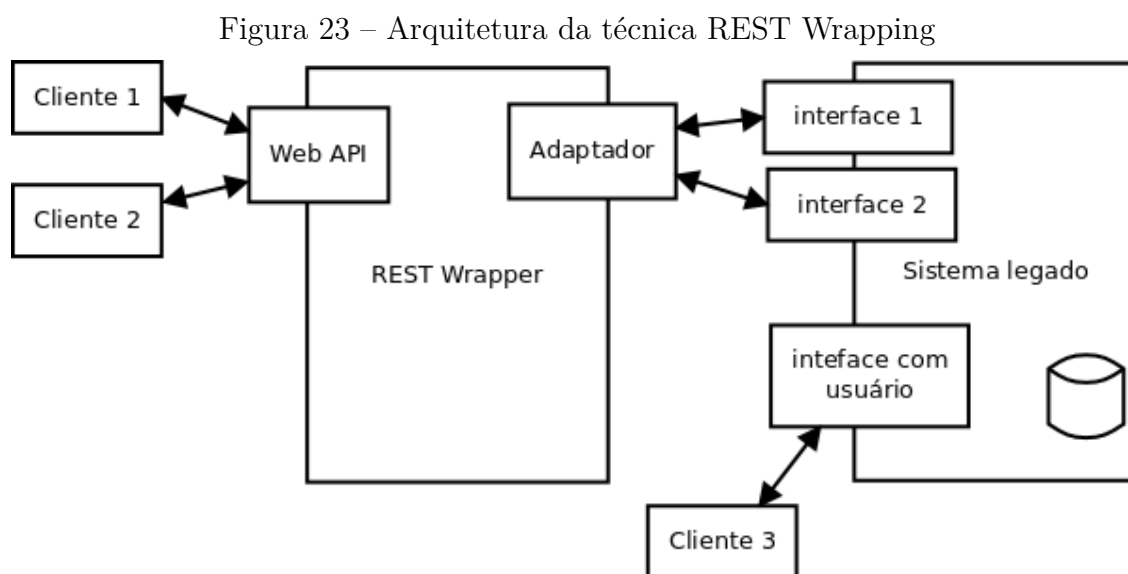 Figura 23 – Arquitetura da técnica REST Wrapping
Cliente 1
Cliente 2
Web API
REST Wrapper
Adaptador
interface 1
interface 2
Sistema legado
inteface com
usuário
Cliente 3